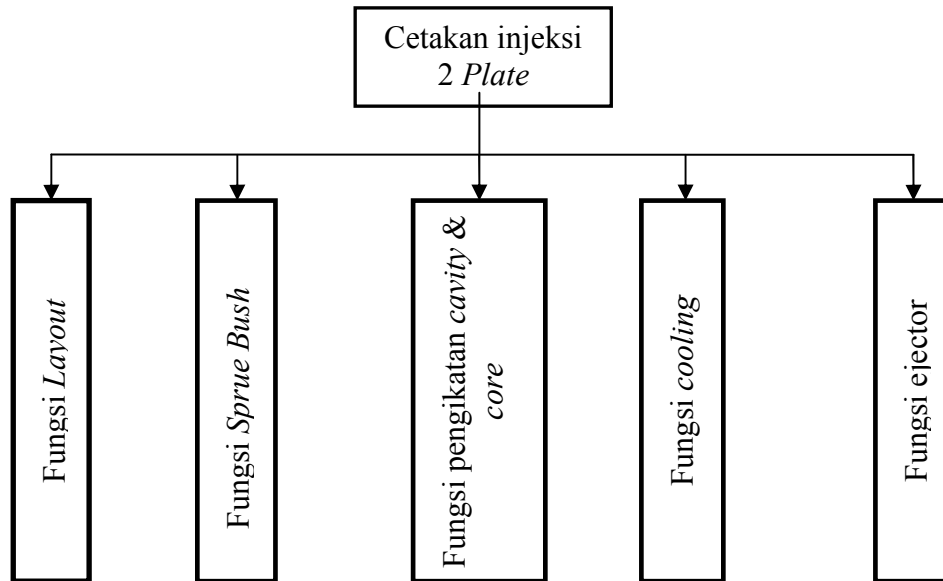 Cetakan injeksi
2 Plate
Fungsi Layout
Fungsi Sprue Bush
Fungsi pengikatan cavity &
core
Fungsi cooling
Fungsi ejector